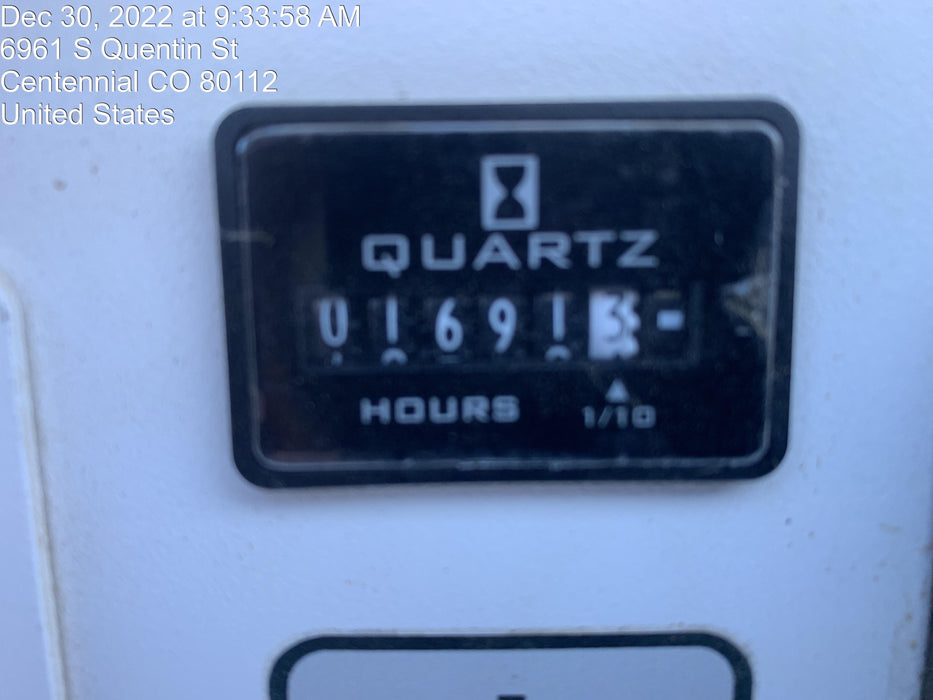 Dec 30, 2022 at 9:33:58 AM
6961 S Quentin St
Centennial CO 80112
United States
QUARTZ
016913
HOURS
1/10